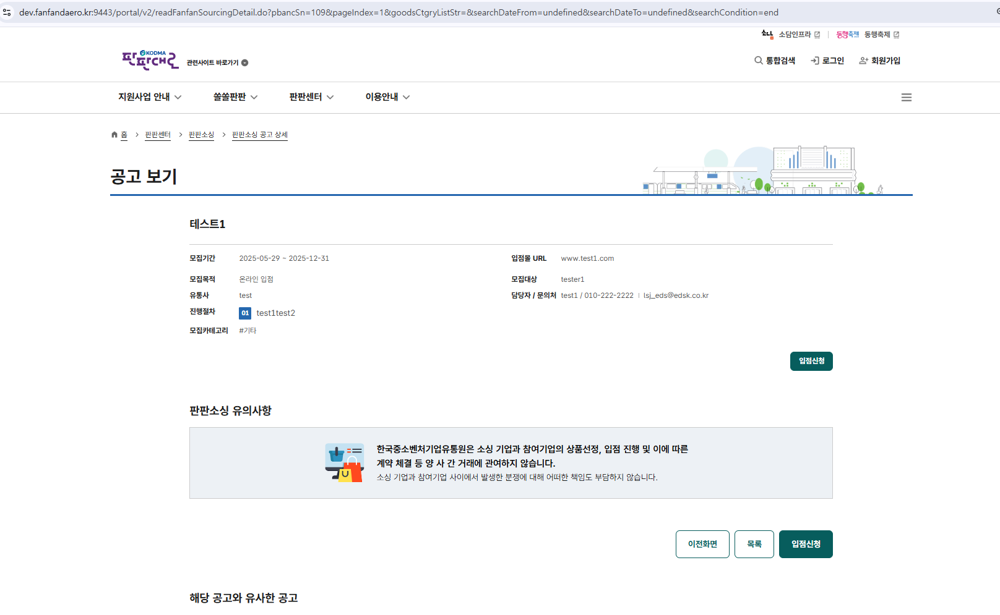 dev.fanfandaero.kr:9443/portal/v2/readFanfanSourcingDetail.do?pbancSn=109&pageIndex=1&goodsCtgryListStr=&searchDateFrom=undefined&searchDateTo=undefined&searchCondition=end
소담 소담인프라 | 동행축제 동행축제
KODMA
판판대로 관련사이트 바로가기
통합검색 로그인 회원가입
지원사업 안내 쏠쏠판판 판판센터 이용안내
홈 > 판판센터 > 판판소싱 > 판판소싱 공고 상세
공고 보기
테스트1
모집기간 2025-05-29 ~ 2025-12-31 입점몰 URL www.test1.com
모집목적 온라인 입점 모집대상 tester1
유통사 test 담당자 / 문의처 test1 / 010-222-2222 | lsj_eds@edsk.co.kr
진행절차 01 test1test2
모집카테고리 #기타
입점신청
판판소싱 유의사항
한국중소벤처기업유통원은 소싱 기업과 참여기업의 상품선정, 입점 진행 및 이에 따른
계약 체결 등 양 사 간 거래에 관여하지 않습니다.
소싱 기업과 참여기업 사이에서 발생한 분쟁에 대해 어떠한 책임도 부담하지 않습니다.
이전화면 목록 입점신청
해당 공고와 유사한 공고